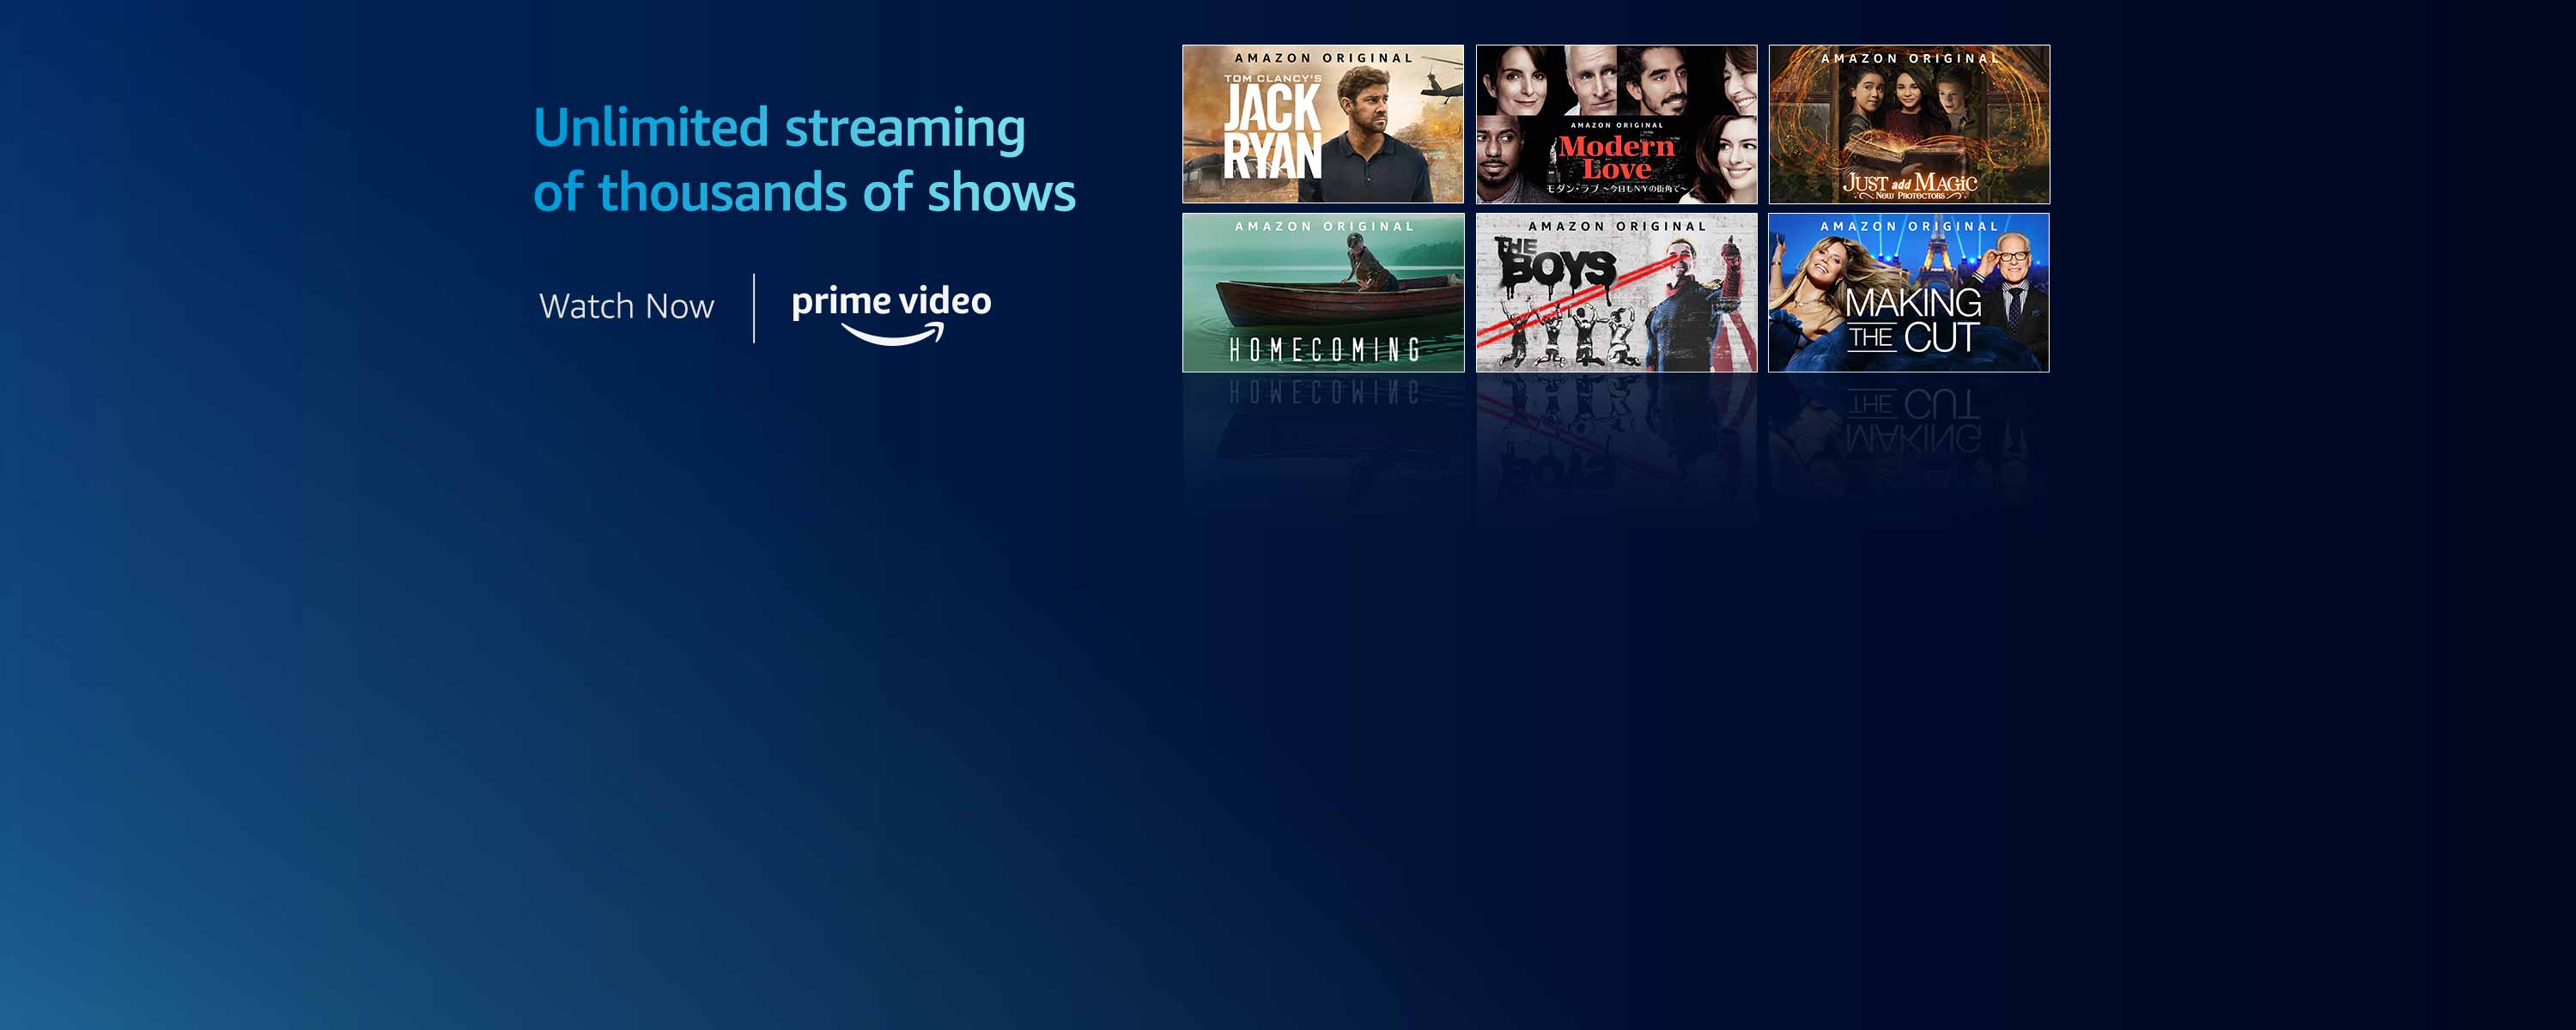 Unlimited streaming
of thousands of shows
Watch Now
prime video
AMAZON ORIGINAL
TOM CLANCY'S
JACK
RYAN
AMAZON ORIGINAL
Modern
Love
モダン・ラブ ～今日もNYの街角で～
AMAZON ORIGINAL
JUST add MAGIC
NEW PROTECTORS
AMAZON ORIGINAL
HOMECOMING
AMAZON ORIGINAL
THE
BOYS
AMAZON ORIGINAL
MAKING
THE CUT